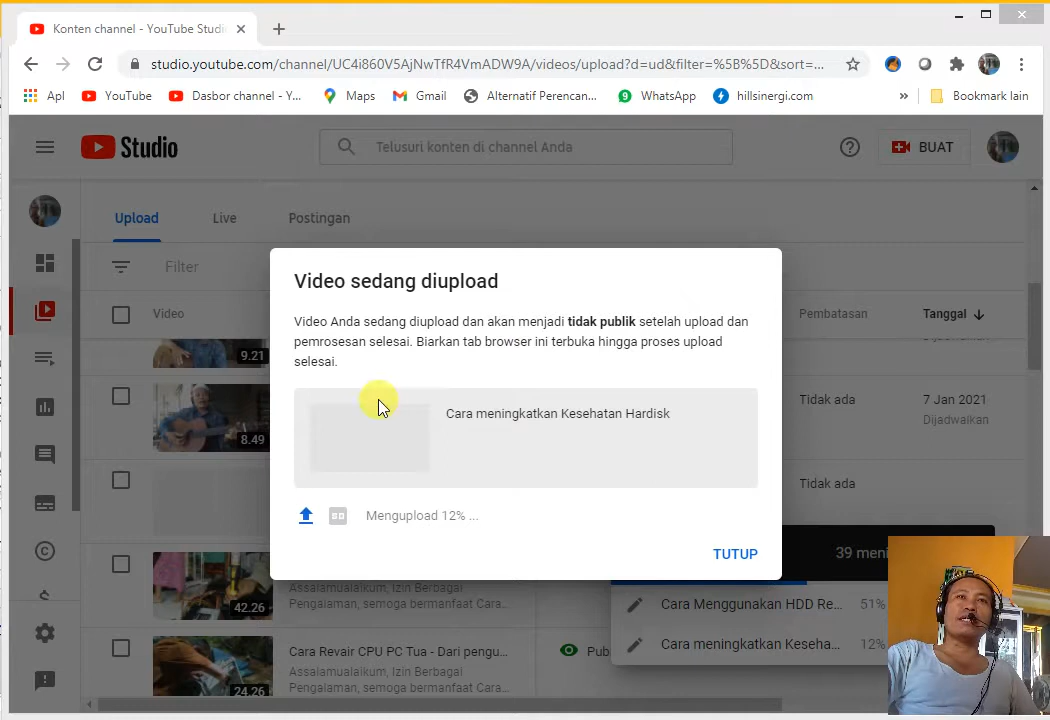 Konten channel - YouTube Studi
studio.youtube.com/channel/UC4i860V5AjNwTfR4VmADW9A/videos/upload?d=ud&filter=%5B%5D&sort=...
Apl
YouTube
Dasbor channel - Y...
Maps
Gmail
Alternatif Perencan...
WhatsApp
hillsinergi.com
»
Bookmark lain
Studio
Telusuri konten di channel Anda
BUAT
Upload
Live
Postingan
Filter
Video
Pembatasan
Tanggal
Video sedang diupload
Video Anda sedang diupload dan akan menjadi tidak publik setelah upload dan
pemrosesan selesai. Biarkan tab browser ini terbuka hingga proses upload
selesai.
Cara meningkatkan Kesehatan Hardisk
Mengupload 12% ...
TUTUP
9.21
Dijadwalkan
8.49
Tidak ada
7 Jan 2021
Dijadwalkan
Tidak ada
39 meni
42.26
Assalamualaikum, Izin Berbagi
Pengalaman, semoga bermanfaat Cara...
Cara Menggunakan HDD Re...
51%
Cara meningkatkan Keseha...
12%
24.26
Cara Revair CPU PC Tua - Dari pengu...
Assalamualaikum, Izin Berbagi
Pengalaman, semoga bermanfaat Cara...
Pub